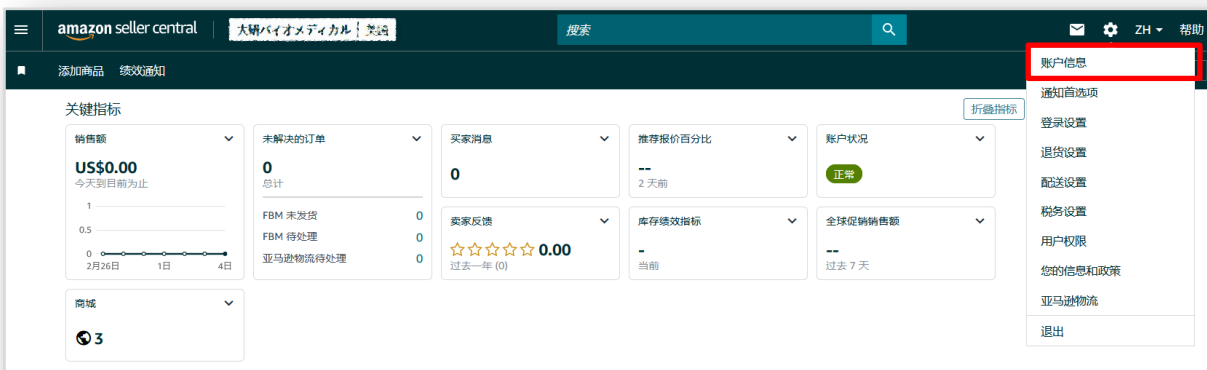 amazon seller central
大研バイオメディカル 美国
搜索
ZH
帮助
添加商品 绩效通知
关键指标
折叠指标
销售额
US$0.00
今天到目前为止
1
0.5
0
2月26日 1日 4日
未解决的订单
0
总计
FBM 未发货 0
FBM 待处理 0
亚马逊物流待处理 0
买家消息
0
推荐报价百分比
--
2 天前
账户状况
正常
卖家反馈
0.00
过去一年 (0)
库存绩效指标
-
当前
全球促销销售额
--
过去 7 天
商城
3
账户信息
通知首选项
登录设置
退货设置
配送设置
税务设置
用户权限
您的信息和政策
亚马逊物流
退出